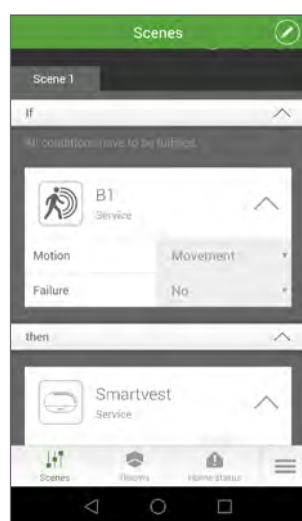 Scenes
Scene 1
If
All conditions have to be fulfilled.
B1
Service
Motion Movement
Failure No
then
Smartvest
Service
Scenes Rooms Home status